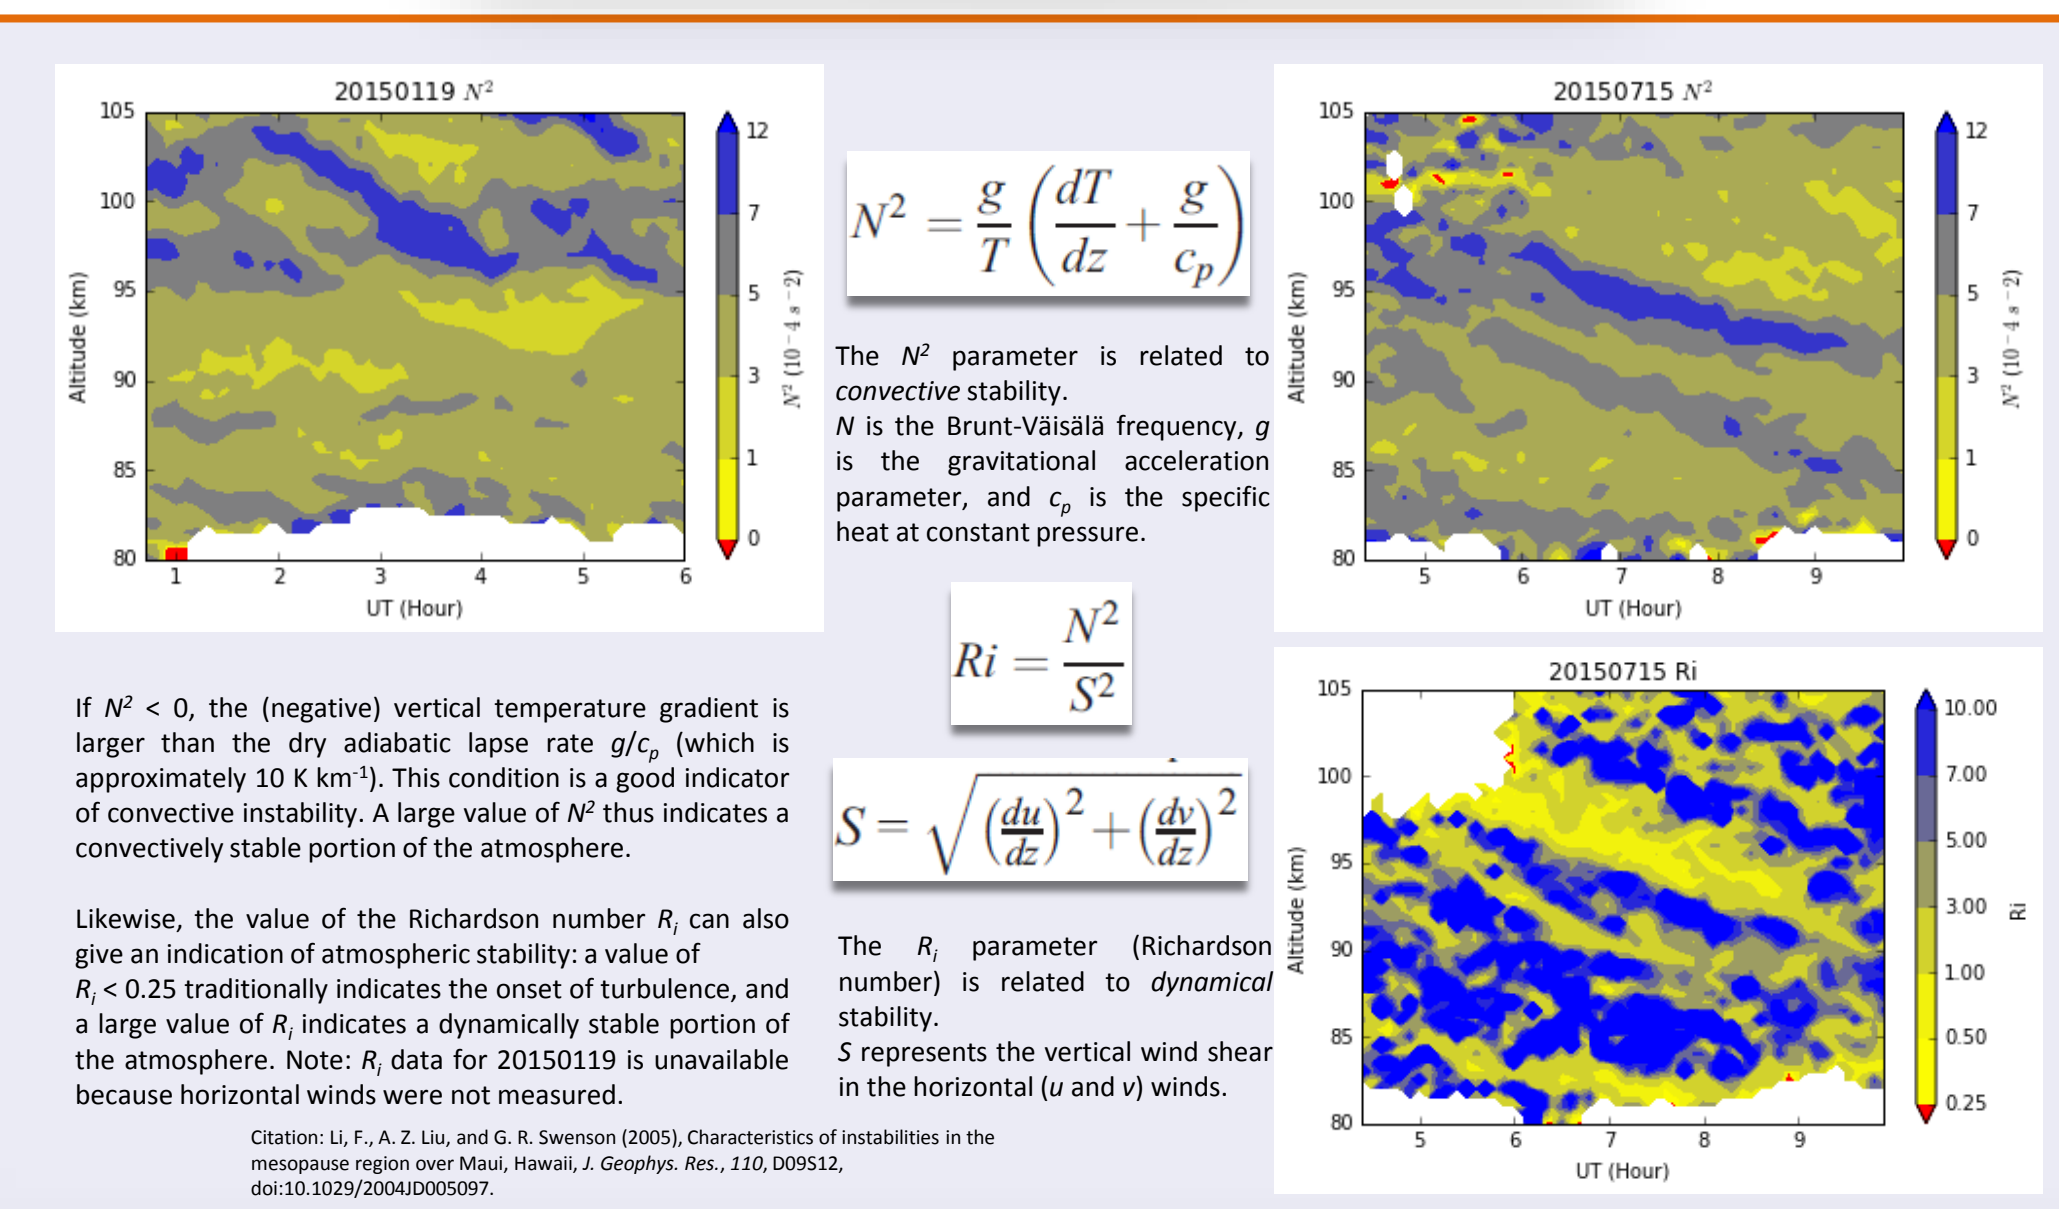 20150119 N²
105
100
95
90
85
80
Altitude (km)
1
2
3
4
5
6
UT (Hour)
12
7
5
3
1
0
N² (10⁻4 s⁻2)
N² = g/T (dT/dz + g/c_p)
The N² parameter is related to
convective stability.
N is the Brunt-Väisälä frequency, g
is the gravitational acceleration
parameter, and c_p is the specific
heat at constant pressure.
Ri = N²/S²
S = √((du/dz)² + (dv/dz)²)
The R_i parameter (Richardson
number) is related to dynamical
stability.
S represents the vertical wind shear
in the horizontal (u and v) winds.
20150715 N²
105
100
95
90
85
80
Altitude (km)
5
6
7
8
9
UT (Hour)
12
7
5
3
1
0
N² (10⁻4 s⁻2)
20150715 Ri
105
100
95
90
85
80
Altitude (km)
5
6
7
8
9
UT (Hour)
10.00
7.00
5.00
3.00
1.00
0.50
0.25
Ri
If N² < 0, the (negative) vertical temperature gradient is
larger than the dry adiabatic lapse rate g/c_p (which is
approximately 10 K km⁻¹). This condition is a good indicator
of convective instability. A large value of N² thus indicates a
convectively stable portion of the atmosphere.
Likewise, the value of the Richardson number R_i can also
give an indication of atmospheric stability: a value of
R_i < 0.25 traditionally indicates the onset of turbulence, and
a large value of R_i indicates a dynamically stable portion of
the atmosphere. Note: R_i data for 20150119 is unavailable
because horizontal winds were not measured.
Citation: Li, F., A. Z. Liu, and G. R. Swenson (2005), Characteristics of instabilities in the
mesopause region over Maui, Hawaii, J. Geophys. Res., 110, D09S12,
doi:10.1029/2004JD005097.